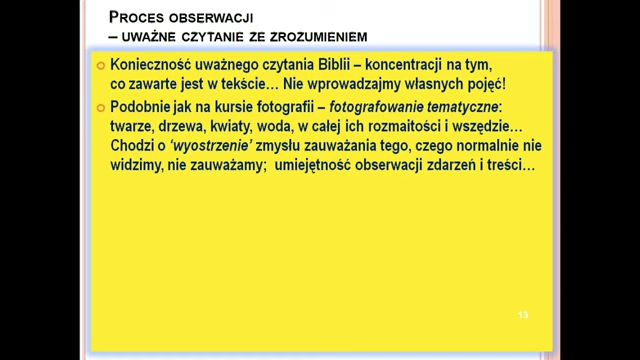 PROCES OBSERWACJI
– UWAŻNE CZYTANIE ZE ZROZUMIENIEM
Konieczność uważnego czytania Biblii – koncentracji na tym,
co zawarte jest w tekście… Nie wprowadzajmy własnych pojęć!
Podobnie jak na kursie fotografii – fotografowanie tematyczne:
twarze, drzewa, kwiaty, woda, w całej ich rozmaitości i wszędzie…
Chodzi o ‘wyostrzenie’ zmysłu zauważania tego, czego normalnie nie
widzimy, nie zauważamy; umiejętność obserwacji zdarzeń i treści…
13